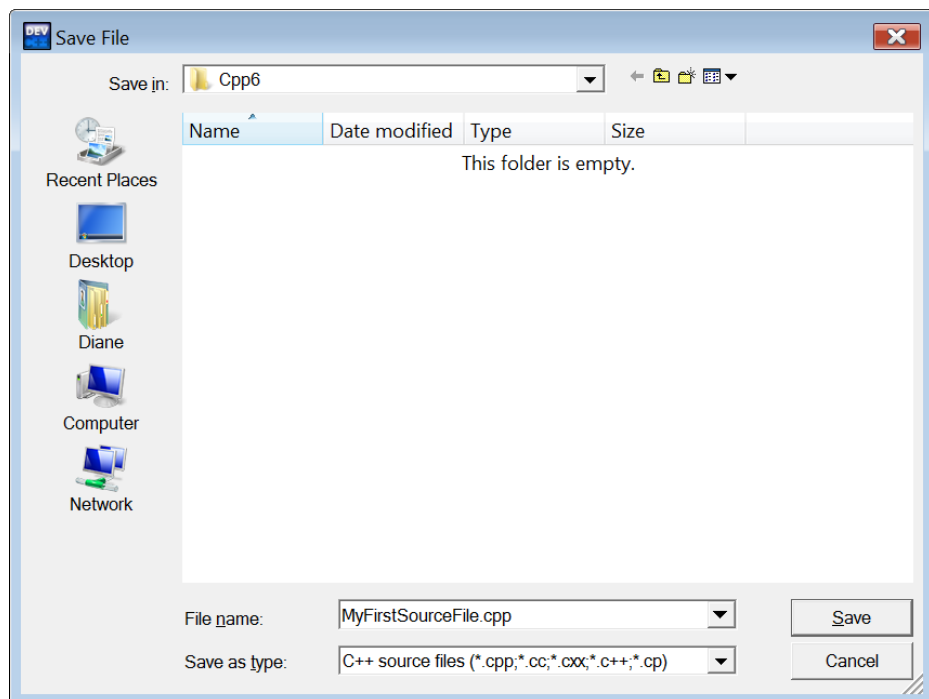 DEV C++ Save File
Save in: Cpp6
Name Date modified Type Size
This folder is empty.
Recent Places
Desktop
Diane
Computer
Network
File name: MyFirstSourceFile.cpp Save
Save as type: C++ source files (*.cpp;*.cc;*.cxx;*.c++;*.cp) Cancel